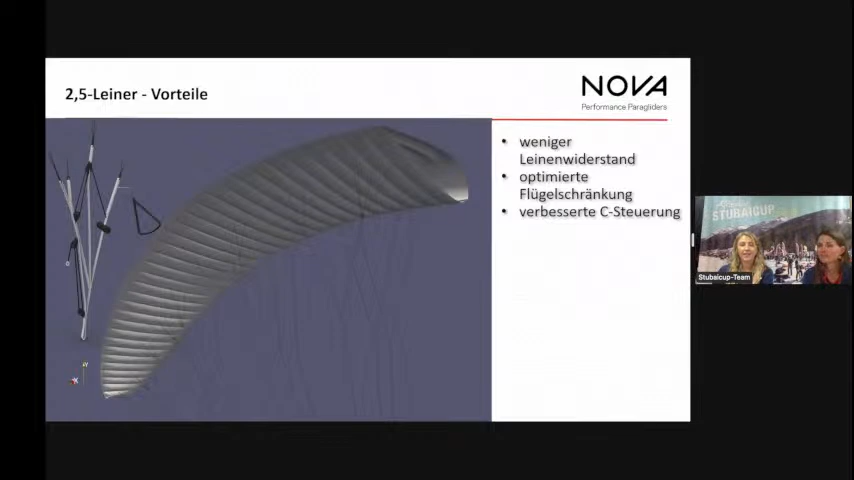 2,5-Leiner - Vorteile
NOVA
Performance Paragliders
• weniger
Leinenwiderstand
• optimierte
Flügelschränkung
• verbesserte C-Steuerung
STUBAICUP
Stubaicup-Team